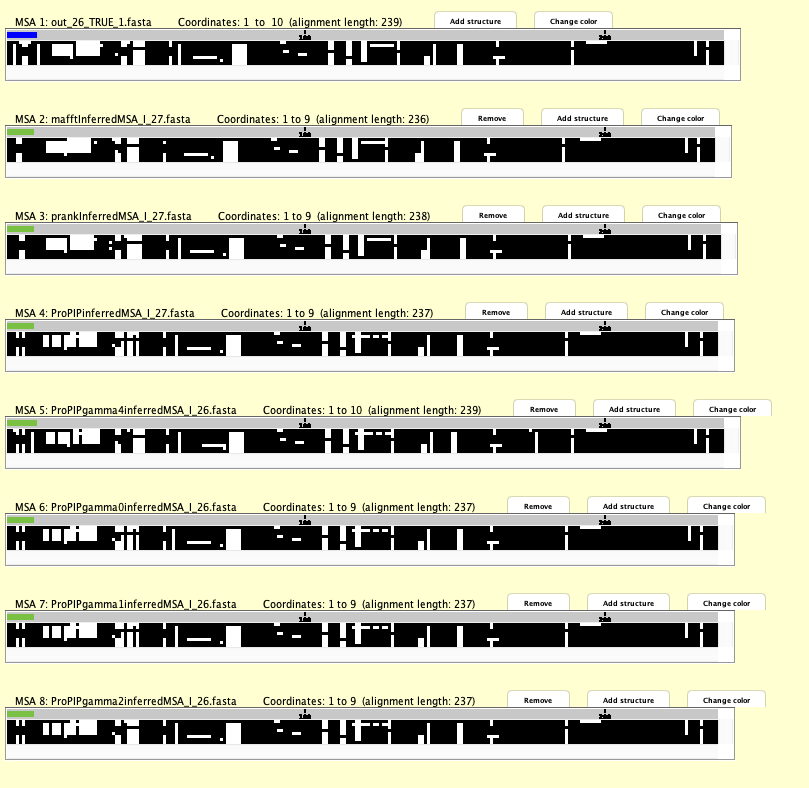 MSA 1: out_26_TRUE_1.fasta Coordinates: 1 to 10 (alignment length: 239) Add structure Change color
100 200
MSA 2: mafftInferredMSA_I_27.fasta Coordinates: 1 to 9 (alignment length: 236) Remove Add structure Change color
100 200
MSA 3: prankInferredMSA_I_27.fasta Coordinates: 1 to 9 (alignment length: 238) Remove Add structure Change color
100 200
MSA 4: ProPIPinferredMSA_I_27.fasta Coordinates: 1 to 9 (alignment length: 237) Remove Add structure Change color
100 200
MSA 5: ProPIPgamma4inferredMSA_I_26.fasta Coordinates: 1 to 10 (alignment length: 239) Remove Add structure Change color
100 200
MSA 6: ProPIPgamma0inferredMSA_I_26.fasta Coordinates: 1 to 9 (alignment length: 237) Remove Add structure Change color
100 200
MSA 7: ProPIPgamma1inferredMSA_I_26.fasta Coordinates: 1 to 9 (alignment length: 237) Remove Add structure Change color
100 200
MSA 8: ProPIPgamma2inferredMSA_I_26.fasta Coordinates: 1 to 9 (alignment length: 237) Remove Add structure Change color
100 200